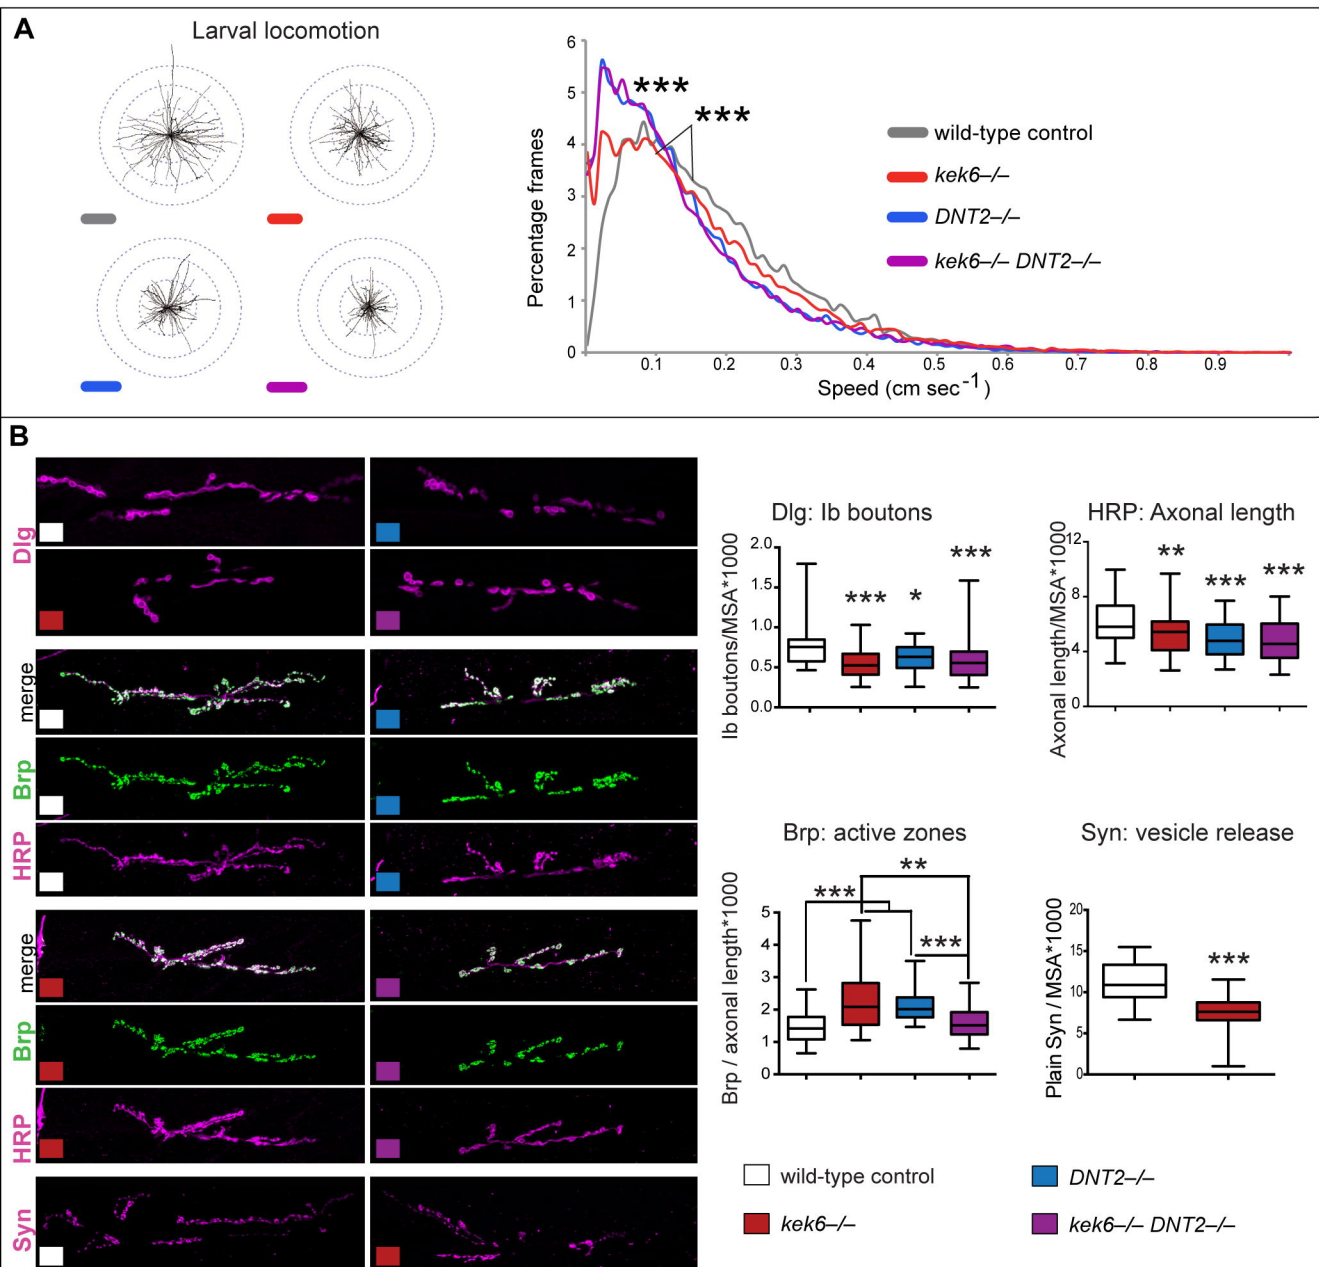 A
Larval locomotion
Percentage frames
6
5
4
3
2
1
0
***
***
0.1 0.2 0.3 0.4 0.5 0.6 0.7 0.8 0.9
Speed (cm sec-1)
wild-type control
kek6–/–
DNT2–/–
kek6–/– DNT2–/–
B
Dlg
merge
Brp
HRP
merge
Brp
HRP
Syn
Dlg: Ib boutons
Ib boutons/MSA*1000
2.0
1.5
1.0
0.5
0.0
***
*
***
HRP: Axonal length
Axonal length/MSA*1000
12
8
4
0
**
***
***
Brp: active zones
Brp / axonal length*1000
5
4
3
2
1
0
***
**
***
Syn: vesicle release
Plain Syn / MSA*1000
20
15
10
5
0
***
wild-type control
kek6–/–
DNT2–/–
kek6–/– DNT2–/–